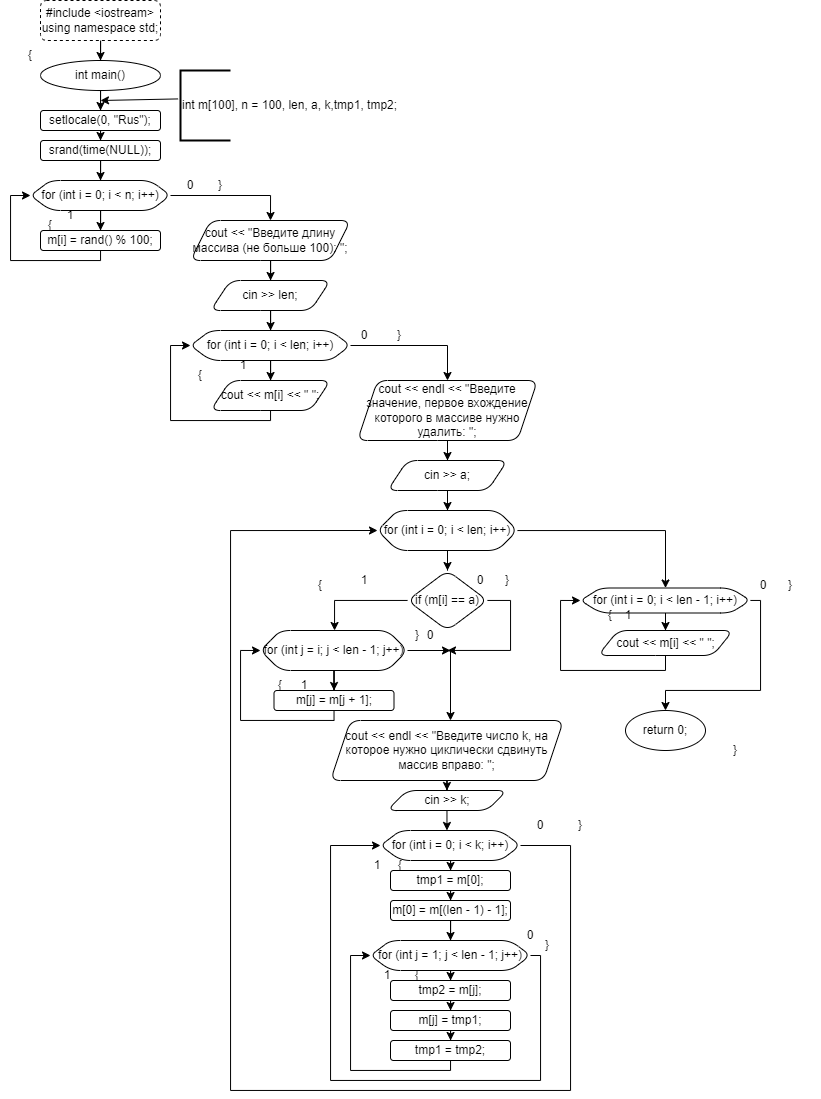 #include <iostream>
using namespace std;
{
int main()
int m[100], n = 100, len, a, k,tmp1, tmp2;
setlocale(0, "Rus");
srand(time(NULL));
for (int i = 0; i < n; i++)
0 }
1
{
m[i] = rand() % 100;
cout << "Введите длину
массива (не больше 100): ";
cin >> len;
for (int i = 0; i < len; i++)
0 }
1
{
cout << m[i] << " ";
cout << endl << "Введите
значение, первое вхождение
которого в массиве нужно
удалить: ";
cin >> a;
for (int i = 0; i < len; i++)
{ 1
if (m[i] == a)
0 }
for (int j = i; j < len - 1; j++)
} 0
{ 1
m[j] = m[j + 1];
for (int i = 0; i < len - 1; i++)
0 }
{ 1
cout << m[i] << " ";
return 0;
}
cout << endl << "Введите число k, на
которое нужно циклически сдвинуть
массив вправо: ";
cin >> k;
for (int i = 0; i < k; i++)
0 }
1 {
tmp1 = m[0];
m[0] = m[(len - 1) - 1];
for (int j = 1; j < len - 1; j++)
0
}
1 {
tmp2 = m[j];
m[j] = tmp1;
tmp1 = tmp2;